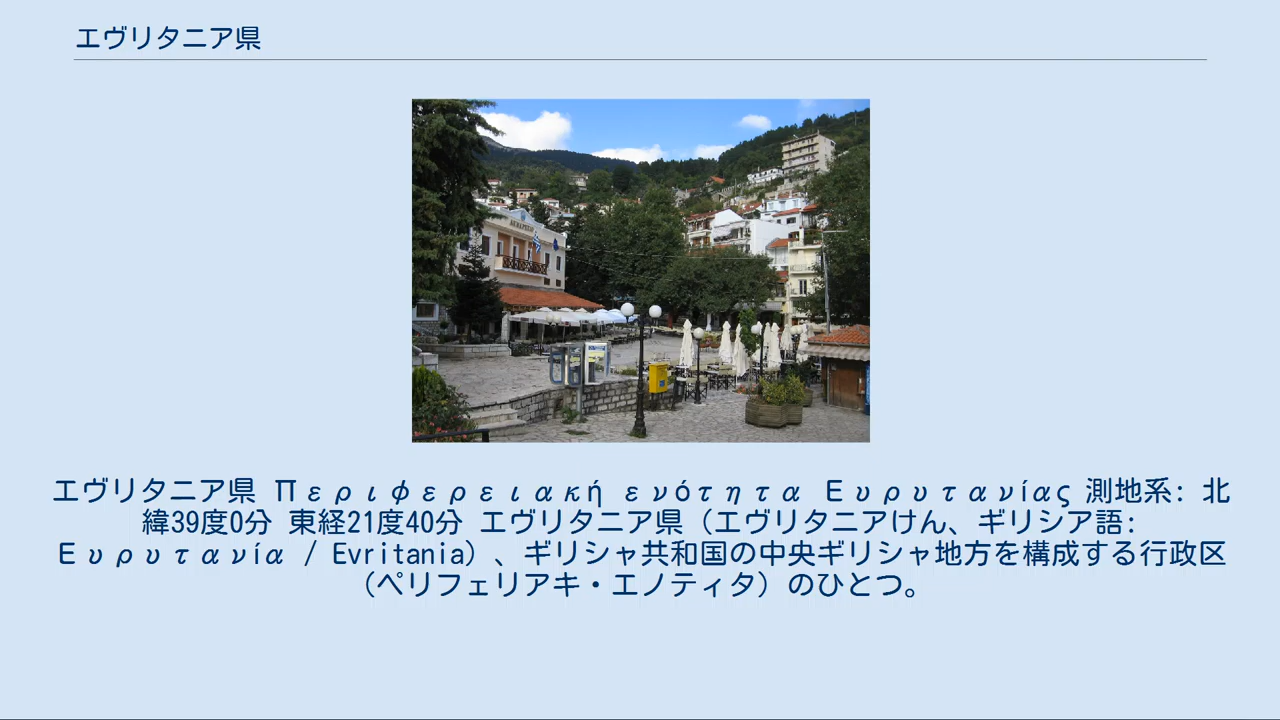 エヴリタニア県
エヴリタニア県 Περιφερειακή ενότητα Ευρυτανίας 測地系: 北
緯39度0分 東経21度40分 エヴリタニア県（エヴリタニアけん、ギリシア語:
Ευρυτανία / Evritania）、ギリシャ共和国の中央ギリシャ地方を構成する行政区
（ペリフェリアキ・エノティタ）のひとつ。